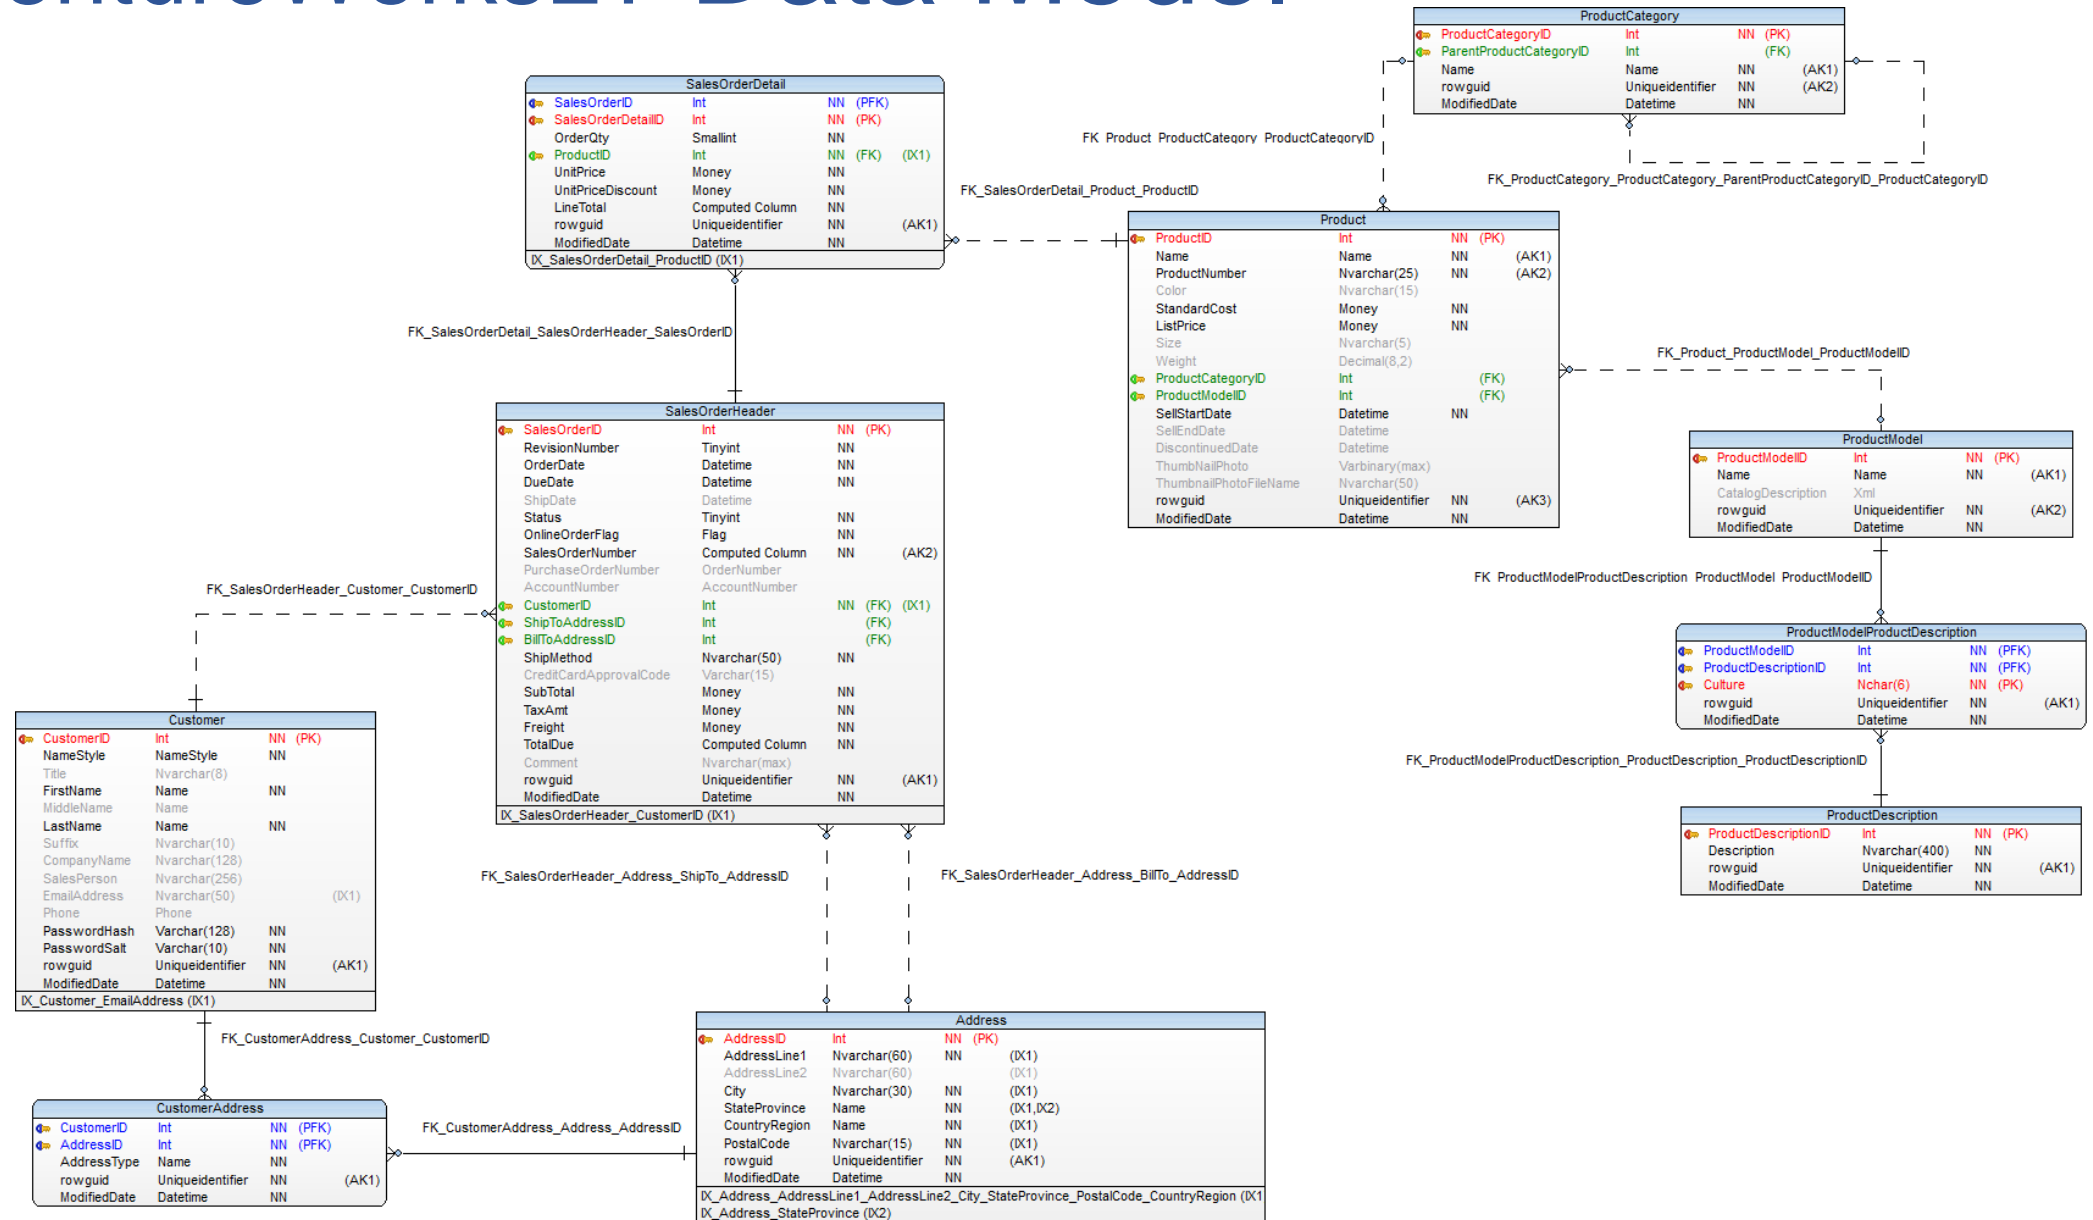 ProductCategory
ProductCategoryID Int NN (PK)
ParentProductCategoryID Int (FK)
Name Name NN (AK1)
rowguid Uniqueidentifier NN (AK2)
ModifiedDate Datetime NN
FK_Product_ProductCategory_ProductCategoryID
FK_ProductCategory_ProductCategory_ParentProductCategoryID_ProductCategoryID
SalesOrderDetail
SalesOrderID Int NN (PFK)
SalesOrderDetailID Int NN (PK)
OrderQty Smallint NN
ProductID Int NN (FK) (IX1)
UnitPrice Money NN
UnitPriceDiscount Money NN
LineTotal Computed Column NN
rowguid Uniqueidentifier NN (AK1)
ModifiedDate Datetime NN
IX_SalesOrderDetail_ProductID (IX1)
FK_SalesOrderDetail_Product_ProductID
Product
ProductID Int NN (PK)
Name Name NN (AK1)
ProductNumber Nvarchar(25) NN (AK2)
Color Nvarchar(15)
StandardCost Money NN
ListPrice Money NN
Size Nvarchar(5)
Weight Decimal(8,2)
ProductCategoryID Int (FK)
ProductModelID Int (FK)
SellStartDate Datetime NN
SellEndDate Datetime
DiscontinuedDate Datetime
ThumbNailPhoto Varbinary(max)
ThumbnailPhotoFileName Nvarchar(50)
rowguid Uniqueidentifier NN (AK3)
ModifiedDate Datetime NN
FK_SalesOrderDetail_SalesOrderHeader_SalesOrderID
FK_Product_ProductModel_ProductModelID
SalesOrderHeader
SalesOrderID Int NN (PK)
RevisionNumber Tinyint NN
OrderDate Datetime NN
DueDate Datetime NN
ShipDate Datetime
Status Tinyint NN
OnlineOrderFlag Flag NN
SalesOrderNumber Computed Column NN (AK2)
PurchaseOrderNumber OrderNumber
AccountNumber AccountNumber
CustomerID Int NN (FK) (IX1)
ShipToAddressID Int (FK)
BillToAddressID Int (FK)
ShipMethod Nvarchar(50) NN
CreditCardApprovalCode Varchar(15)
SubTotal Money NN
TaxAmt Money NN
Freight Money NN
TotalDue Computed Column NN
Comment Nvarchar(max)
rowguid Uniqueidentifier NN (AK1)
ModifiedDate Datetime NN
IX_SalesOrderHeader_CustomerID (IX1)
ProductModel
ProductModelID Int NN (PK)
Name Name NN (AK1)
CatalogDescription Xml
rowguid Uniqueidentifier NN (AK2)
ModifiedDate Datetime NN
FK_ProductModelProductDescription_ProductModel_ProductModelID
FK_SalesOrderHeader_Customer_CustomerID
ProductModelProductDescription
ProductModelID Int NN (PFK)
ProductDescriptionID Int NN (PFK)
Culture Nchar(6) NN (PK)
rowguid Uniqueidentifier NN (AK1)
ModifiedDate Datetime NN
FK_ProductModelProductDescription_ProductDescription_ProductDescriptionID
Customer
CustomerID Int NN (PK)
NameStyle NameStyle NN
Title Nvarchar(8)
FirstName Name NN
MiddleName Name
LastName Name NN
Suffix Nvarchar(10)
CompanyName Nvarchar(128)
SalesPerson Nvarchar(256)
EmailAddress Nvarchar(50) (IX1)
Phone Phone
PasswordHash Varchar(128) NN
PasswordSalt Varchar(10) NN
rowguid Uniqueidentifier NN (AK1)
ModifiedDate Datetime NN
IX_Customer_EmailAddress (IX1)
ProductDescription
ProductDescriptionID Int NN (PK)
Description Nvarchar(400) NN
rowguid Uniqueidentifier NN (AK1)
ModifiedDate Datetime NN
FK_SalesOrderHeader_Address_ShipTo_AddressID
FK_SalesOrderHeader_Address_BillTo_AddressID
FK_CustomerAddress_Customer_CustomerID
Address
AddressID Int NN (PK)
AddressLine1 Nvarchar(60) NN (IX1)
AddressLine2 Nvarchar(60) (IX1)
City Nvarchar(30) NN (IX1)
StateProvince Name NN (IX1,IX2)
CountryRegion Name NN (IX1)
PostalCode Nvarchar(15) NN (IX1)
rowguid Uniqueidentifier NN (AK1)
ModifiedDate Datetime NN
IX_Address_AddressLine1_AddressLine2_City_StateProvince_PostalCode_CountryRegion (IX1
IX_Address_StateProvince (IX2)
CustomerAddress
CustomerID Int NN (PFK)
AddressID Int NN (PFK)
AddressType Name NN
rowguid Uniqueidentifier NN (AK1)
ModifiedDate Datetime NN
FK_CustomerAddress_Address_AddressID